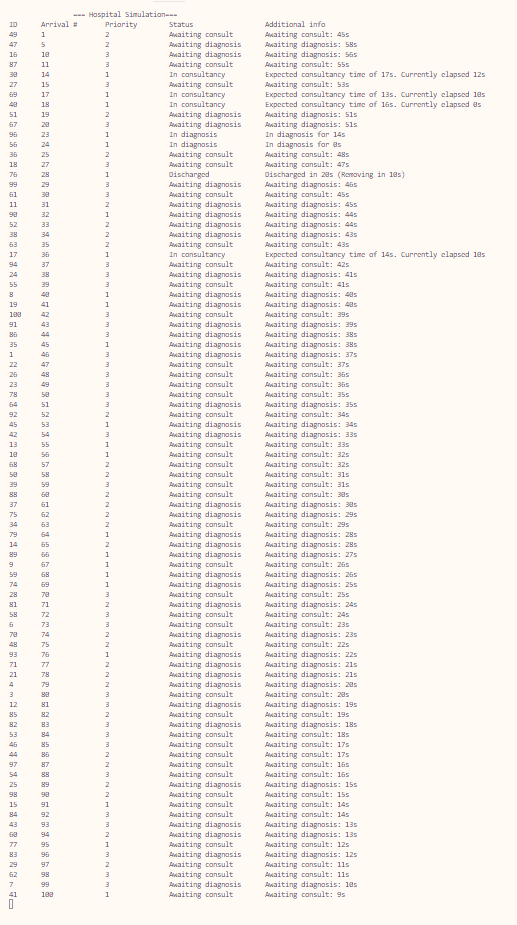 === Hospital Simulation===
ID Arrival # Priority Status Additional info
49 1 2 Awaiting consult Awaiting consult: 45s
47 5 2 Awaiting diagnosis Awaiting diagnosis: 58s
16 10 3 Awaiting diagnosis Awaiting diagnosis: 56s
87 11 3 Awaiting consult Awaiting consult: 55s
30 14 1 In consultancy Expected consultancy time of 17s. Currently elapsed 12s
27 15 3 Awaiting consult Awaiting consult: 53s
69 17 1 In consultancy Expected consultancy time of 13s. Currently elapsed 10s
40 18 1 In consultancy Expected consultancy time of 16s. Currently elapsed 0s
51 19 2 Awaiting diagnosis Awaiting diagnosis: 51s
67 20 3 Awaiting diagnosis Awaiting diagnosis: 51s
96 23 1 In diagnosis In diagnosis for 14s
56 24 1 In diagnosis In diagnosis for 0s
36 25 2 Awaiting consult Awaiting consult: 48s
18 27 3 Awaiting consult Awaiting consult: 47s
76 28 1 Discharged Discharged in 20s (Removing in 10s)
99 29 3 Awaiting diagnosis Awaiting diagnosis: 46s
61 30 3 Awaiting consult Awaiting consult: 45s
11 31 2 Awaiting diagnosis Awaiting diagnosis: 45s
90 32 1 Awaiting diagnosis Awaiting diagnosis: 44s
52 33 2 Awaiting diagnosis Awaiting diagnosis: 44s
38 34 2 Awaiting diagnosis Awaiting diagnosis: 43s
63 35 2 Awaiting consult Awaiting consult: 43s
17 36 1 In consultancy Expected consultancy time of 14s. Currently elapsed 10s
94 37 3 Awaiting consult Awaiting consult: 42s
24 38 3 Awaiting diagnosis Awaiting diagnosis: 41s
55 39 3 Awaiting consult Awaiting consult: 41s
8 40 1 Awaiting diagnosis Awaiting diagnosis: 40s
19 41 1 Awaiting diagnosis Awaiting diagnosis: 40s
100 42 3 Awaiting consult Awaiting consult: 39s
91 43 3 Awaiting diagnosis Awaiting diagnosis: 39s
86 44 3 Awaiting diagnosis Awaiting diagnosis: 38s
35 45 1 Awaiting diagnosis Awaiting diagnosis: 38s
1 46 3 Awaiting diagnosis Awaiting diagnosis: 37s
22 47 3 Awaiting consult Awaiting consult: 37s
26 48 3 Awaiting consult Awaiting consult: 36s
23 49 3 Awaiting consult Awaiting consult: 36s
78 50 3 Awaiting consult Awaiting consult: 35s
64 51 3 Awaiting diagnosis Awaiting diagnosis: 35s
92 52 2 Awaiting consult Awaiting consult: 34s
45 53 1 Awaiting diagnosis Awaiting diagnosis: 34s
42 54 3 Awaiting diagnosis Awaiting diagnosis: 33s
13 55 1 Awaiting consult Awaiting consult: 33s
10 56 1 Awaiting consult Awaiting consult: 32s
68 57 2 Awaiting consult Awaiting consult: 32s
50 58 2 Awaiting consult Awaiting consult: 31s
39 59 3 Awaiting consult Awaiting consult: 31s
88 60 2 Awaiting consult Awaiting consult: 30s
37 61 2 Awaiting diagnosis Awaiting diagnosis: 30s
75 62 2 Awaiting diagnosis Awaiting diagnosis: 29s
34 63 2 Awaiting consult Awaiting consult: 29s
79 64 1 Awaiting diagnosis Awaiting diagnosis: 28s
14 65 2 Awaiting diagnosis Awaiting diagnosis: 28s
89 66 1 Awaiting diagnosis Awaiting diagnosis: 27s
9 67 1 Awaiting consult Awaiting consult: 26s
59 68 1 Awaiting diagnosis Awaiting diagnosis: 26s
74 69 1 Awaiting consult Awaiting consult: 25s
28 70 3 Awaiting consult Awaiting consult: 25s
81 71 2 Awaiting diagnosis Awaiting diagnosis: 24s
58 72 3 Awaiting consult Awaiting consult: 24s
6 73 3 Awaiting consult Awaiting consult: 23s
70 74 2 Awaiting diagnosis Awaiting diagnosis: 23s
48 75 2 Awaiting consult Awaiting consult: 22s
93 76 1 Awaiting diagnosis Awaiting diagnosis: 22s
71 77 2 Awaiting diagnosis Awaiting diagnosis: 21s
21 78 2 Awaiting diagnosis Awaiting diagnosis: 21s
4 79 2 Awaiting diagnosis Awaiting diagnosis: 20s
3 80 3 Awaiting consult Awaiting consult: 20s
12 81 3 Awaiting diagnosis Awaiting diagnosis: 19s
85 82 2 Awaiting consult Awaiting consult: 19s
82 83 3 Awaiting diagnosis Awaiting diagnosis: 18s
53 84 3 Awaiting consult Awaiting consult: 18s
46 85 3 Awaiting consult Awaiting consult: 17s
44 86 2 Awaiting consult Awaiting consult: 17s
97 87 2 Awaiting consult Awaiting consult: 16s
54 88 3 Awaiting consult Awaiting consult: 16s
25 89 2 Awaiting diagnosis Awaiting diagnosis: 15s
98 90 2 Awaiting consult Awaiting consult: 15s
15 91 1 Awaiting consult Awaiting consult: 14s
84 92 3 Awaiting consult Awaiting consult: 14s
43 93 3 Awaiting diagnosis Awaiting diagnosis: 13s
60 94 2 Awaiting diagnosis Awaiting diagnosis: 13s
77 95 1 Awaiting consult Awaiting consult: 12s
83 96 3 Awaiting diagnosis Awaiting diagnosis: 12s
29 97 2 Awaiting consult Awaiting consult: 11s
62 98 3 Awaiting consult Awaiting consult: 11s
7 99 3 Awaiting diagnosis Awaiting diagnosis: 10s
41 100 1 Awaiting consult Awaiting consult: 9s